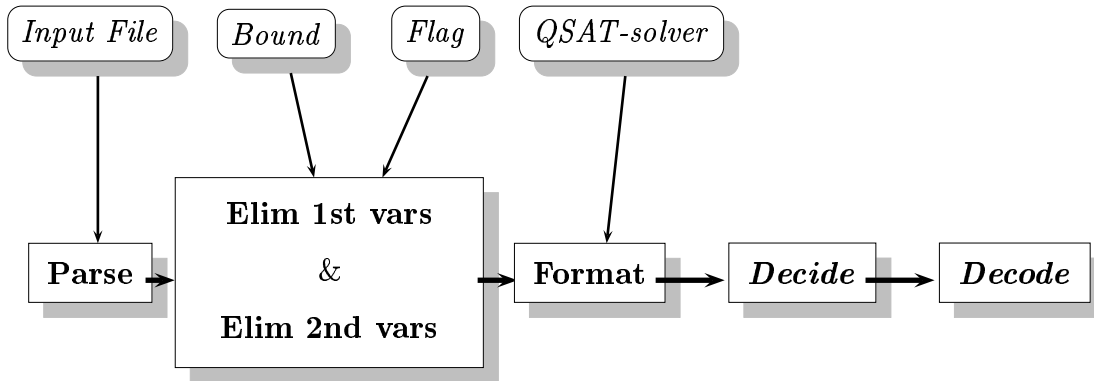 Input File
Bound
Flag
QSAT-solver
Elim 1st vars
&
Elim 2nd vars
Parse
Format
Decide
Decode